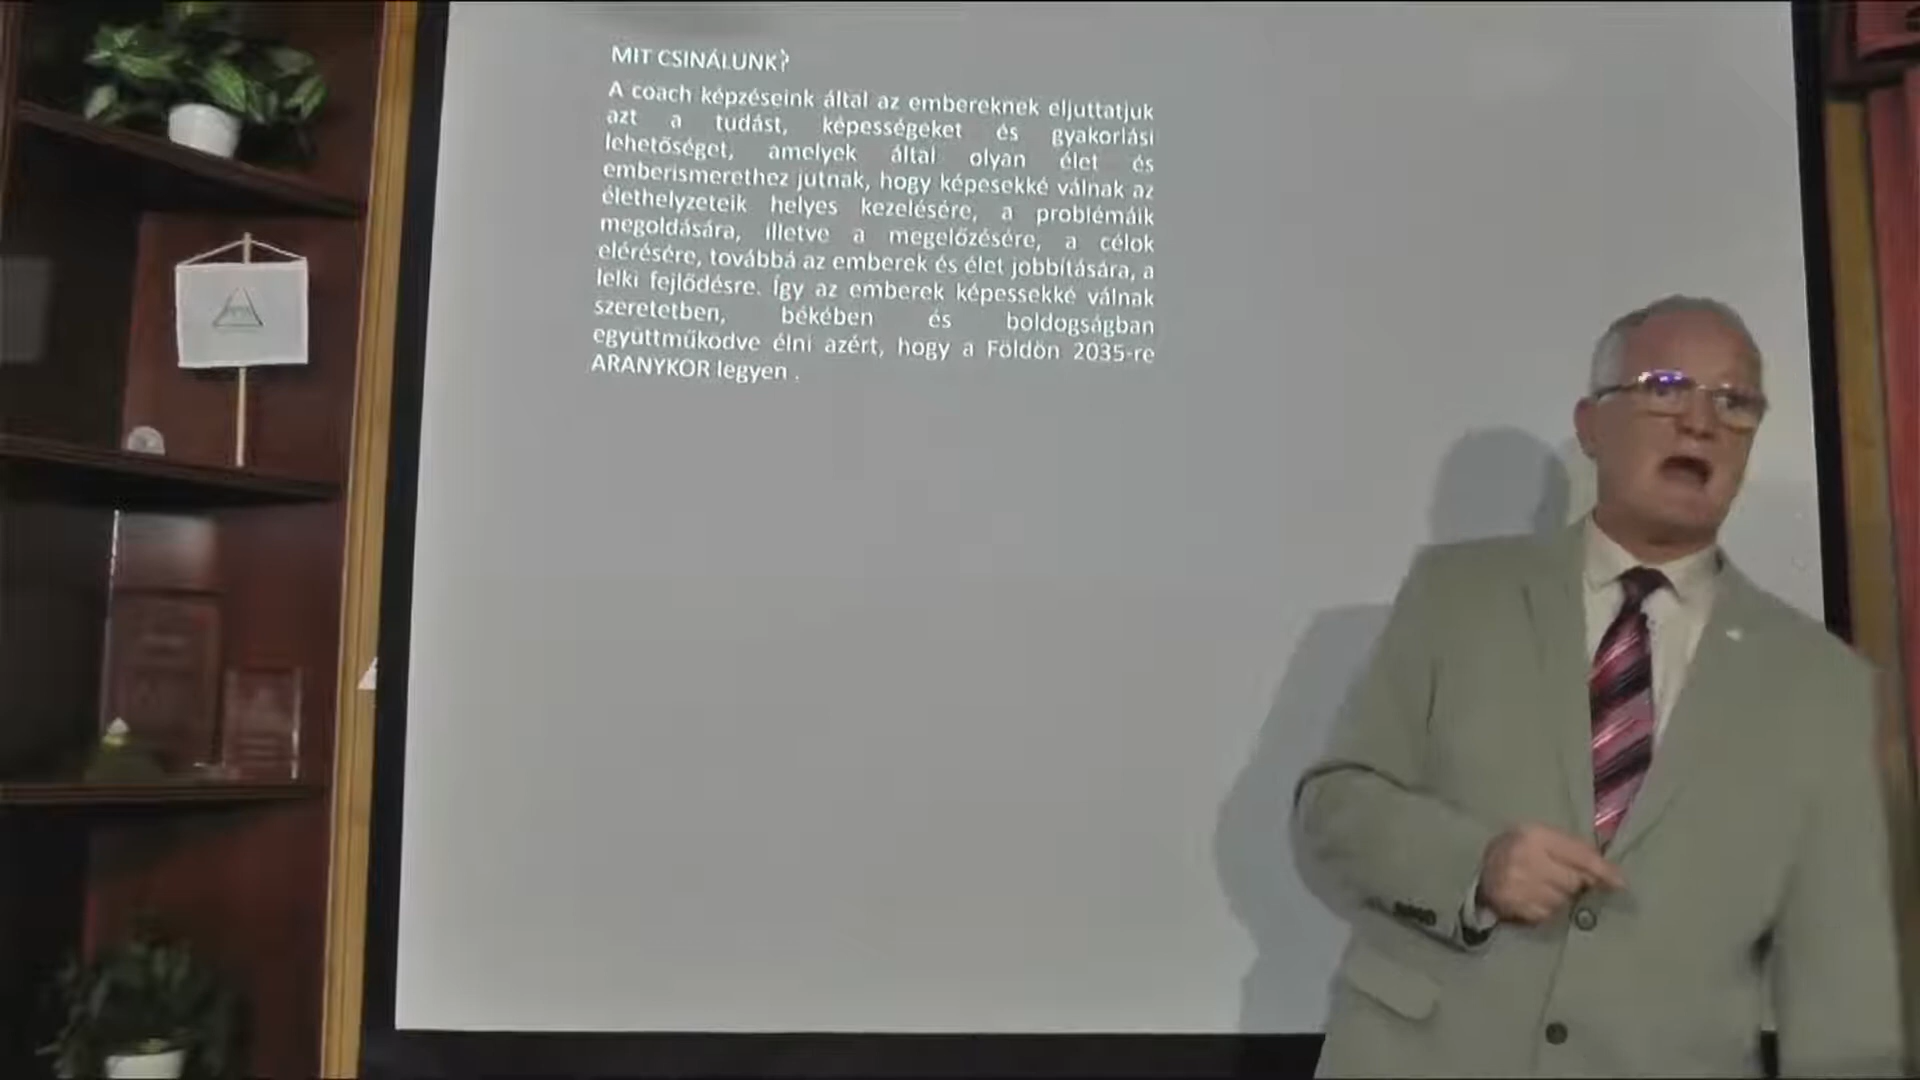 MIT CSINÁLUNK?
A coach képzéseink által az embereknek eljuttatjuk
azt a tudást, képességeket és gyakorlási
lehetőséget, amelyek által olyan élet és
emberismerethez jutnak, hogy képesekké válnak az
élethelyzeteik helyes kezelésére, a problémáik
megoldására, illetve a megelőzésére, a célok
elérésére, továbbá az emberek és élet jobbítására, a
lelki fejlődésre. Így az emberek képessekké válnak
szeretetben, békében és boldogságban
együttműködve élni azért, hogy a Földön 2035-re
ARANYKOR legyen .